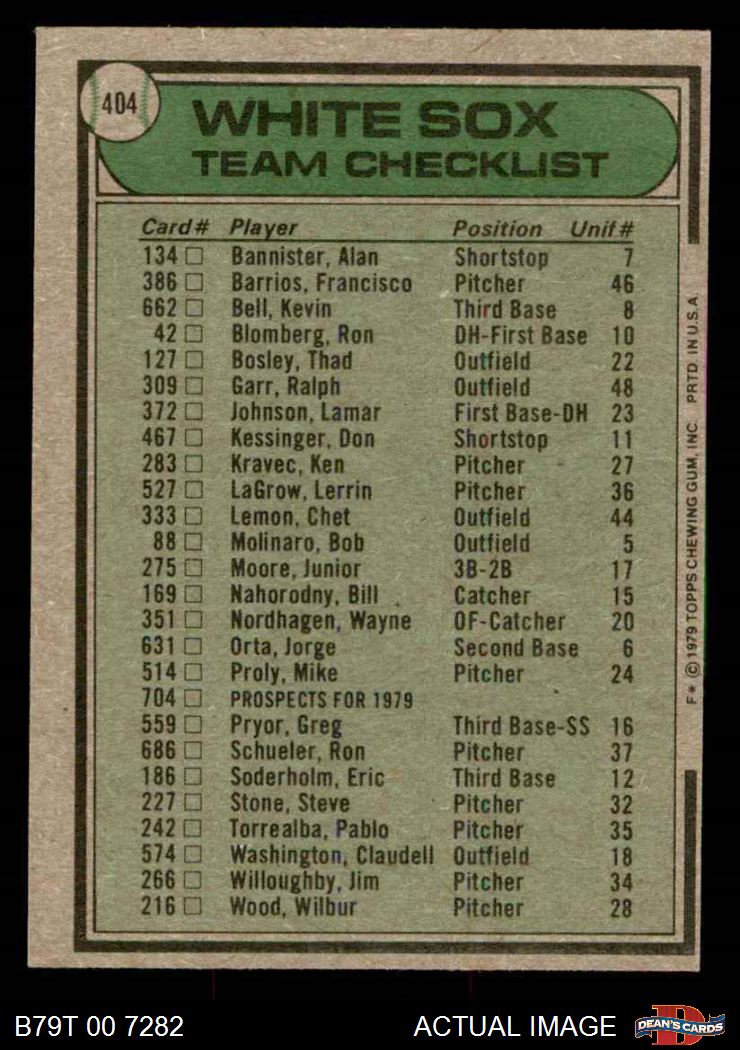 404
WHITE SOX
TEAM CHECKLIST
Card# Player Position Unif#
134 Bannister, Alan Shortstop 7
386 Barrios, Francisco Pitcher 46
662 Bell, Kevin Third Base 8
42 Blomberg, Ron DH-First Base 10
127 Bosley, Thad Outfield 22
309 Garr, Ralph Outfield 48
372 Johnson, Lamar First Base-DH 23
467 Kessinger, Don Shortstop 11
283 Kravec, Ken Pitcher 27
527 LaGrow, Lerrin Pitcher 36
333 Lemon, Chet Outfield 44
88 Molinaro, Bob Outfield 5
275 Moore, Junior 3B-2B 17
169 Nahorodny, Bill Catcher 15
351 Nordhagen, Wayne OF-Catcher 20
631 Orta, Jorge Second Base 6
514 Proly, Mike Pitcher 24
704 PROSPECTS FOR 1979
559 Pryor, Greg Third Base-SS 16
686 Schueler, Ron Pitcher 37
186 Soderholm, Eric Third Base 12
227 Stone, Steve Pitcher 32
242 Torrealba, Pablo Pitcher 35
574 Washington, Claudell Outfield 18
266 Willoughby, Jim Pitcher 34
216 Wood, Wilbur Pitcher 28
F* © 1979 TOPPS CHEWING GUM, INC. PRTD. IN U.S.A.
B79T 00 7282 ACTUAL IMAGE
D
DEAN'S CARDS